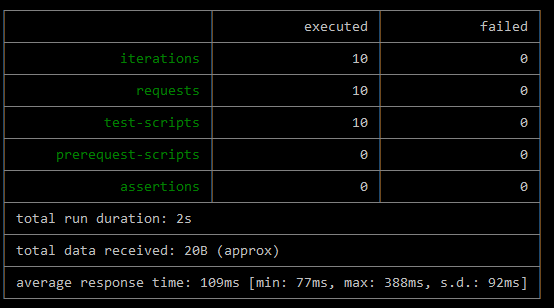 executed failed
iterations 10 0
requests 10 0
test-scripts 10 0
prerequest-scripts 0 0
assertions 0 0
total run duration: 2s
total data received: 20B (approx)
average response time: 109ms [min: 77ms, max: 388ms, s.d.: 92ms]